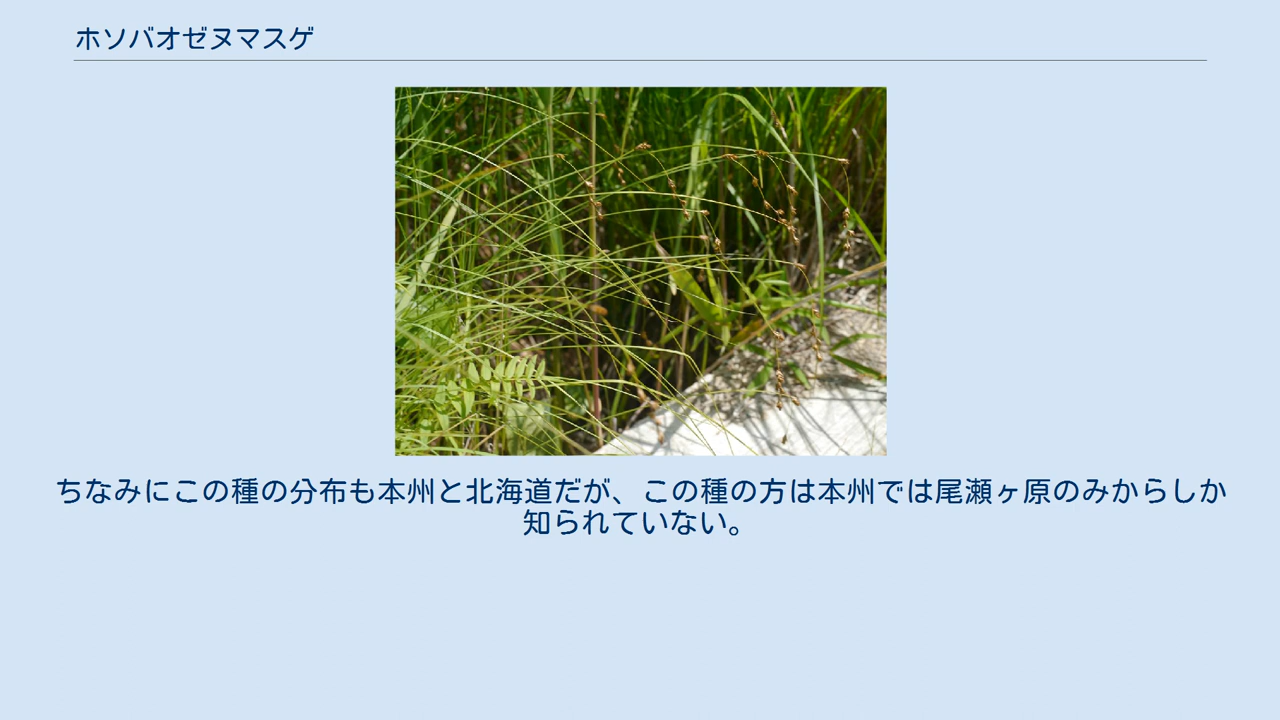 ホソバオゼヌマスゲ
ちなみにこの種の分布も本州と北海道だが、この種の方は本州では尾瀬ヶ原のみからしか
知られていない。